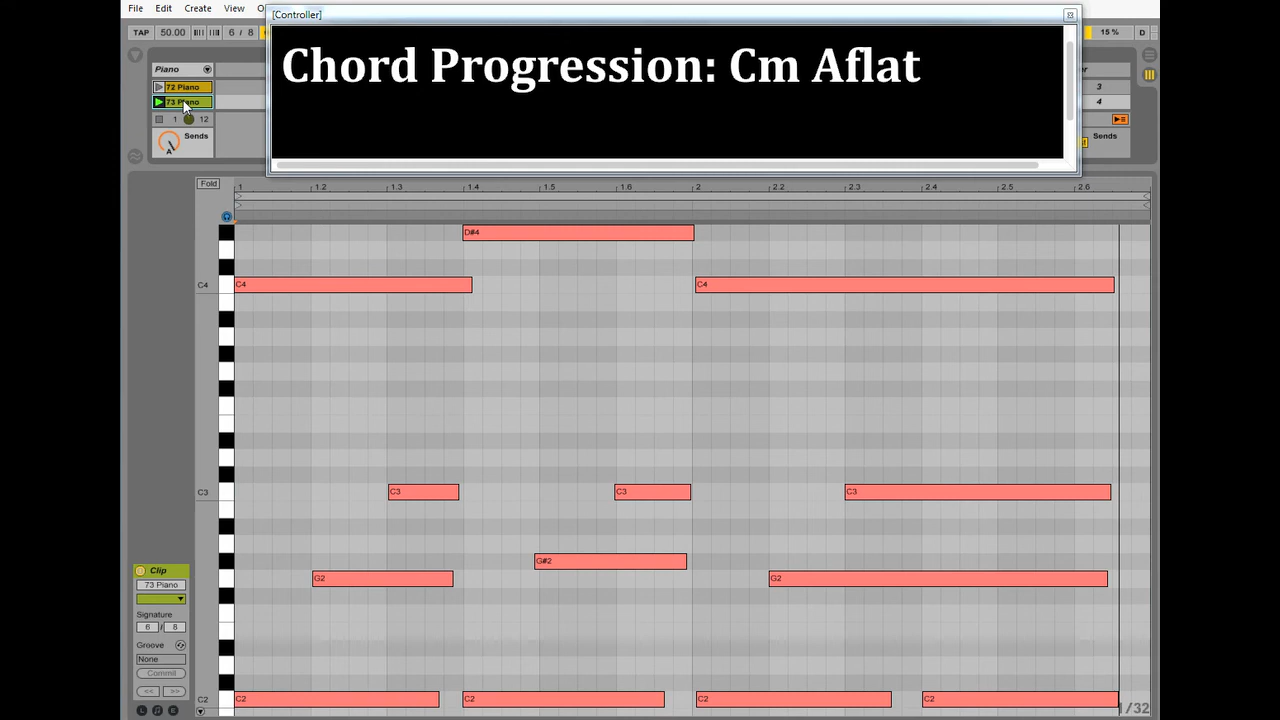 File Edit Create View O
[Controller]
TAP 50.00 6 / 8
15 % D
Chord Progression: Cm Aflat
Piano
72 Piano
73 Piano
3
4
1 12
Sends
A
Sends
Fold
1 1.2 1.3 1.4 1.5 1.6 2 2.2 2.3 2.4 2.5 2.6
D#4
C4 C4 C4
C3 C3 C3 C3
G#2
G2 G2
C2 C2 C2 C2 C2
Clip
73 Piano
Signature
6 / 8
Groove
None
Commit
<< >>
1/32